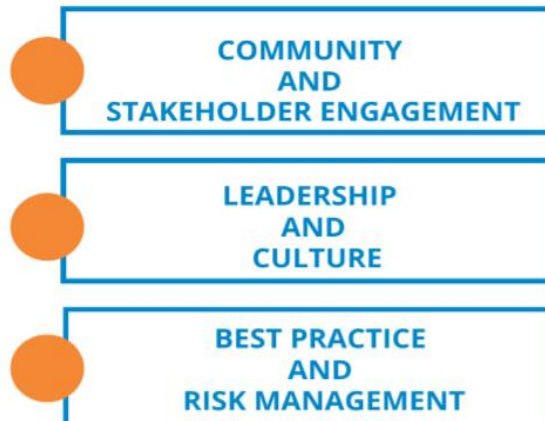 COMMUNITY
AND
STAKEHOLDER ENGAGEMENT
LEADERSHIP
AND
CULTURE
BEST PRACTICE
AND
RISK MANAGEMENT